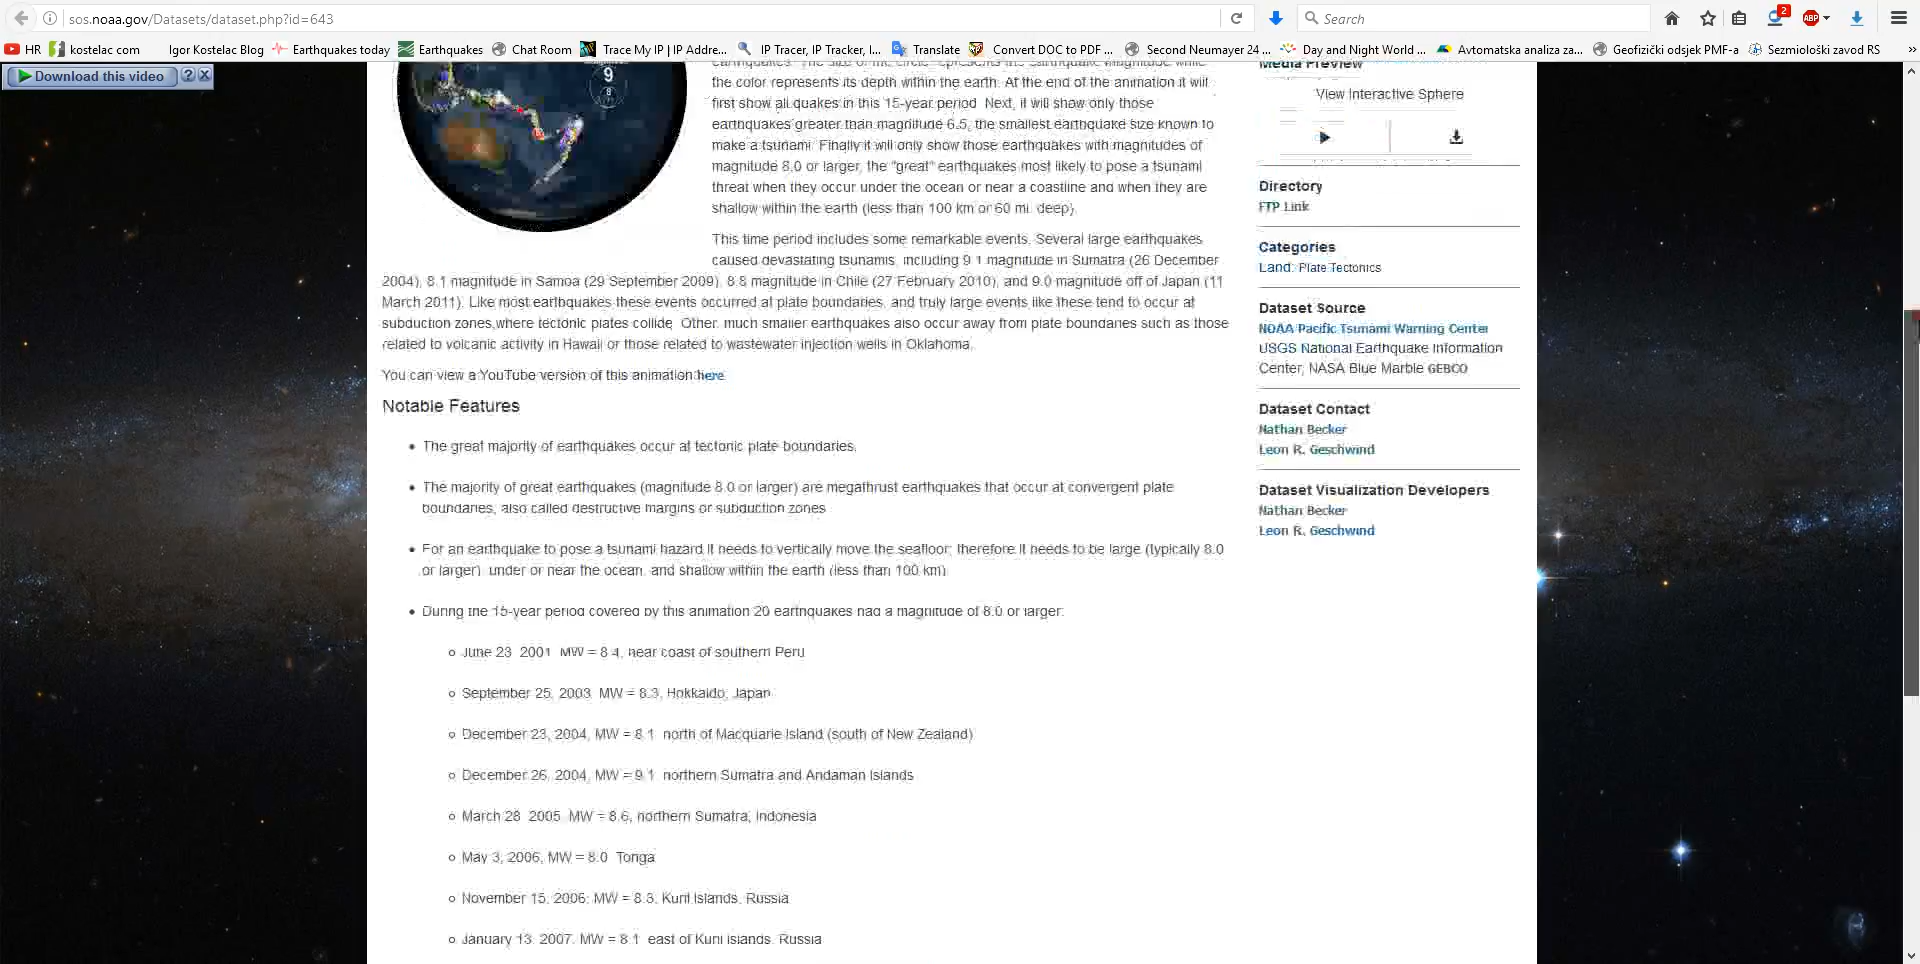 sos.noaa.gov/Datasets/dataset.php?id=643
Search
2
ABP
HR
kostelac com
Igor Kostelac Blog
Earthquakes today
Earthquakes
Chat Room
Trace My IP | IP Addre...
IP Tracer, IP Tracker, I...
Translate
Convert DOC to PDF ...
Second Neumayer 24 ...
Day and Night World ...
Avtomatska analiza za...
Geofizički odsjek PMF-a
Sezmiološki zavod RS
Download this video
? X
9
8
earthquakes. The size of the circle represents the earthquake magnitude while
the color represents its depth within the earth. At the end of the animation it will
first show all quakes in this 15-year period Next, it will show only those
earthquakes greater than magnitude 6.5, the smallest earthquake size known to
make a tsunami. Finally it will only show those earthquakes with magnitudes of
magnitude 8.0 or larger, the "great" earthquakes most likely to pose a tsunami
threat when they occur under the ocean or near a coastline and when they are
shallow within the earth (less than 100 km or 60 mi. deep).
This time period includes some remarkable events. Several large earthquakes
caused devastating tsunamis, including 9.1 magnitude in Sumatra (26 December
2004), 8.1 magnitude in Samoa (29 September 2009), 8.8 magnitude in Chile (27 February 2010), and 9.0 magnitude off of Japan (11
March 2011). Like most earthquakes these events occurred at plate boundaries, and truly large events like these tend to occur at
subduction zones where tectonic plates collide. Other, much smaller earthquakes also occur away from plate boundaries such as those
related to volcanic activity in Hawaii or those related to wastewater injection wells in Oklahoma.
You can view a YouTube version of this animation here.
Notable Features
The great majority of earthquakes occur at tectonic plate boundaries.
The majority of great earthquakes (magnitude 8.0 or larger) are megathrust earthquakes that occur at convergent plate
boundaries, also called destructive margins or subduction zones
For an earthquake to pose a tsunami hazard it needs to vertically move the seafloor; therefore it needs to be large (typically 8.0
or larger), under or near the ocean, and shallow within the earth (less than 100 km)
During the 15-year period covered by this animation 20 earthquakes had a magnitude of 8.0 or larger:
June 23 2001 MW = 8.4, near coast of southern Peru
September 25, 2003 MW = 8.3, Hokkaido, Japan
December 23, 2004, MW = 8.1 north of Macquarie Island (south of New Zealand)
December 26, 2004, MW = 9.1 northern Sumatra and Andaman Islands
March 28 2005 MW = 8.6, northern Sumatra, Indonesia
May 3, 2006, MW = 8.0 Tonga
November 15, 2006, MW = 8.3, Kuril Islands, Russia
January 13, 2007, MW = 8.1 east of Kuril Islands, Russia
Media Preview
View Interactive Sphere
Directory
FTP Link
Categories
Land: Plate Tectonics
Dataset Source
NOAA Pacific Tsunami Warning Center
USGS National Earthquake Information
Center, NASA Blue Marble GEBCO
Dataset Contact
Nathan Becker
Leon R. Geschwind
Dataset Visualization Developers
Nathan Becker
Leon R. Geschwind